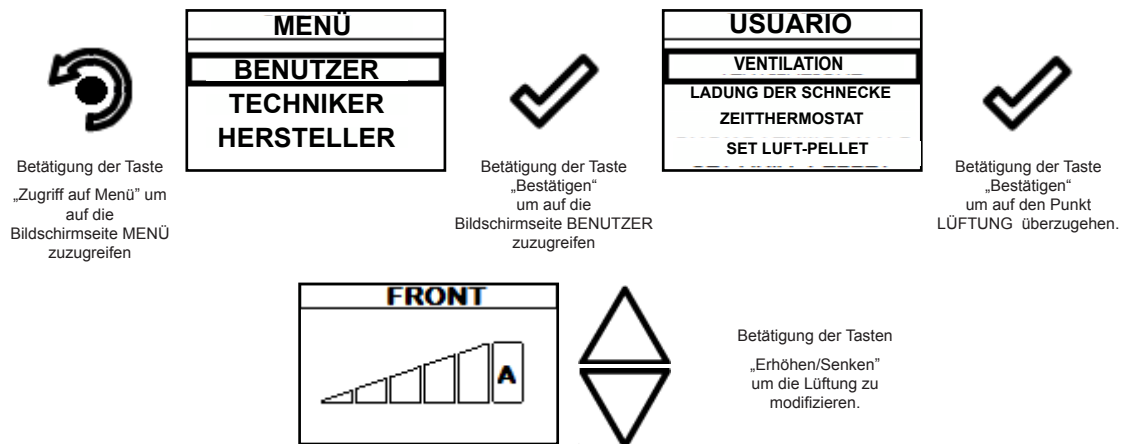 MENÜ
BENUTZER
TECHNIKER
HERSTELLER
USUARIO
VENTILATION
LADUNG DER SCHNECKE
ZEITTHERMOSTAT
SET LUFT-PELLET
Betätigung der Taste
„Zugriff auf Menü” um
auf die
Bildschirmseite MENÜ
zuzugreifen
Betätigung der Taste
„Bestätigen“
um auf die
Bildschirmseite BENUTZER
zuzugreifen
Betätigung der Taste
„Bestätigen“
um auf den Punkt
LÜFTUNG überzugehen.
FRONT
A
Betätigung der Tasten
„Erhöhen/Senken”
um die Lüftung zu
modifizieren.